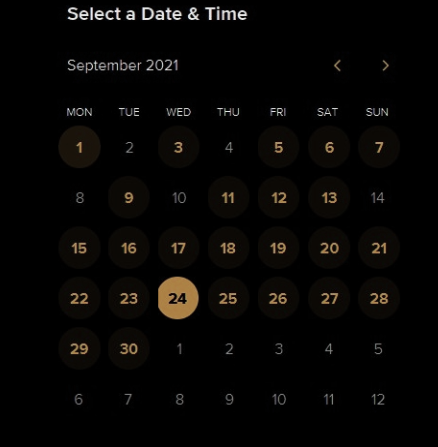 Select a Date & Time
September 2021
MON TUE WED THU FRI SAT SUN
1 2 3 4 5 6 7
8 9 10 11 12 13 14
15 16 17 18 19 20 21
22 23 24 25 26 27 28
29 30 1 2 3 4 5
6 7 8 9 10 11 12